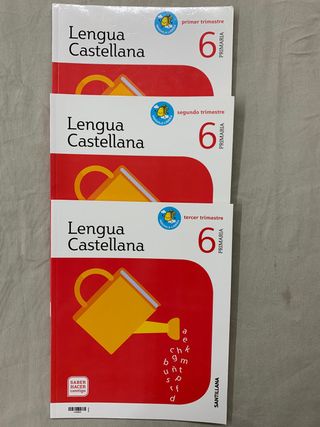 primer trimestre
Lengua
Castellana
6
PRIMARIA
segundo trimestre
Lengua
Castellana
6
PRIMARIA
tercer trimestre
Lengua
Castellana
6
PRIMARIA
a
e
k
c h m
g ñ t p
b u s r t f d
SABER
HACER
contigo
SANTILLANA